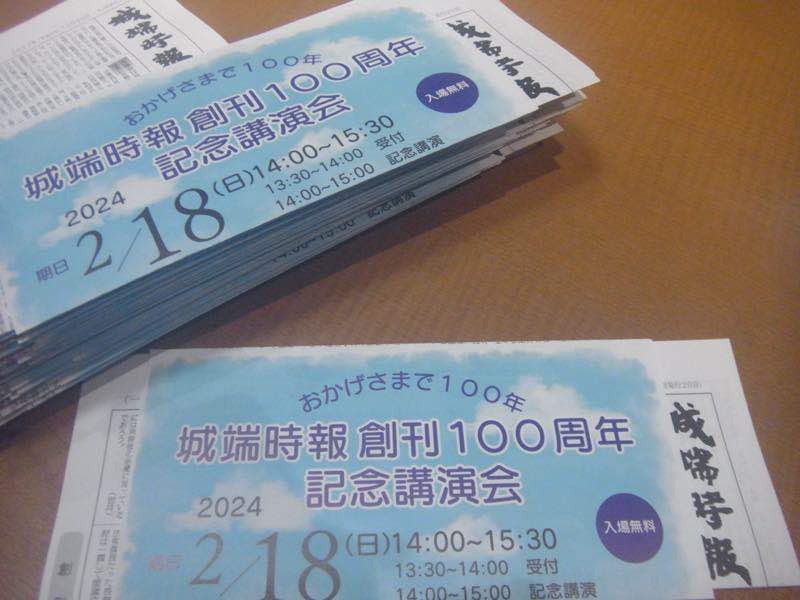 城端時報
おかげさまで100年
城端時報 創刊100周年
記念講演会
入場無料
2024
期日 2/18(日)14:00~15:30
13:30~14:00 受付
14:00~15:00 記念講演
城端時報
おかげさまで100年
城端時報 創刊100周年
記念講演会
入場無料
2024
期日 2/18(日)14:00~15:30
13:30~14:00 受付
14:00~15:00 記念講演
城端時報